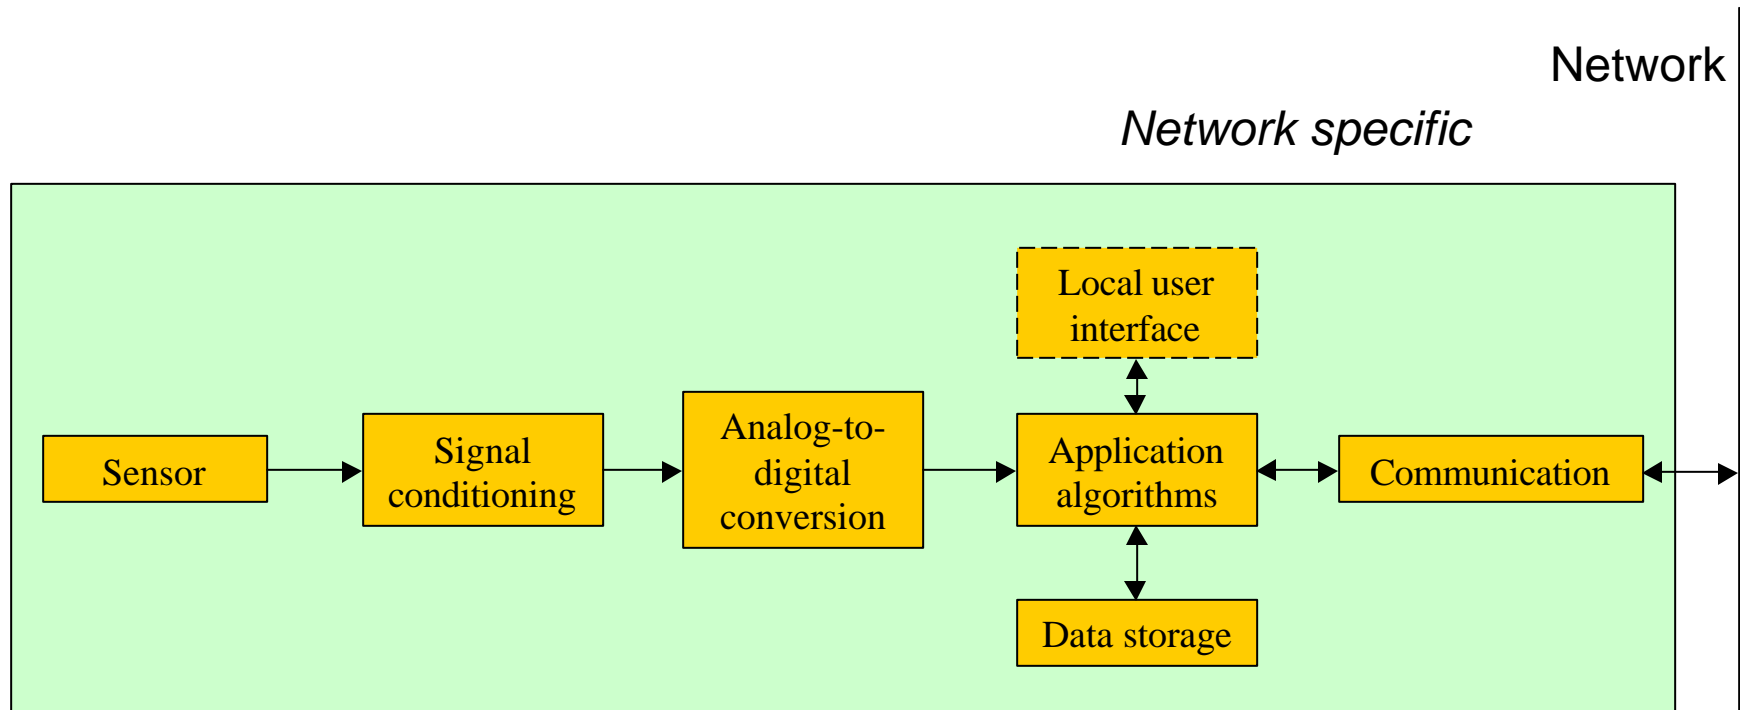 Network
Network specific
Local user
interface
Sensor
Signal
conditioning
Analog-to-
digital
conversion
Application
algorithms
Communication
Data storage